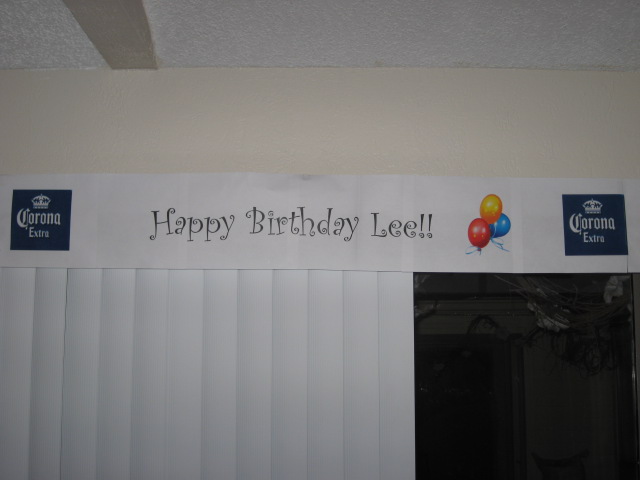 Corona
Extra
Happy Birthday Lee!!
Corona
Extra